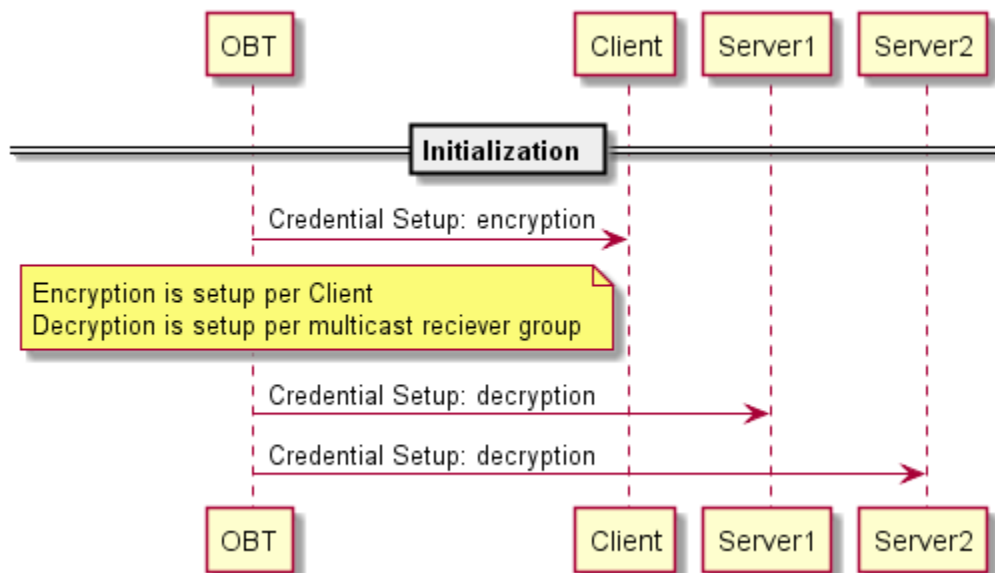 OBT Client Server1 Server2
Initialization
Credential Setup: encryption
Encryption is setup per Client
Decryption is setup per multicast reciever group
Credential Setup: decryption
Credential Setup: decryption
OBT Client Server1 Server2